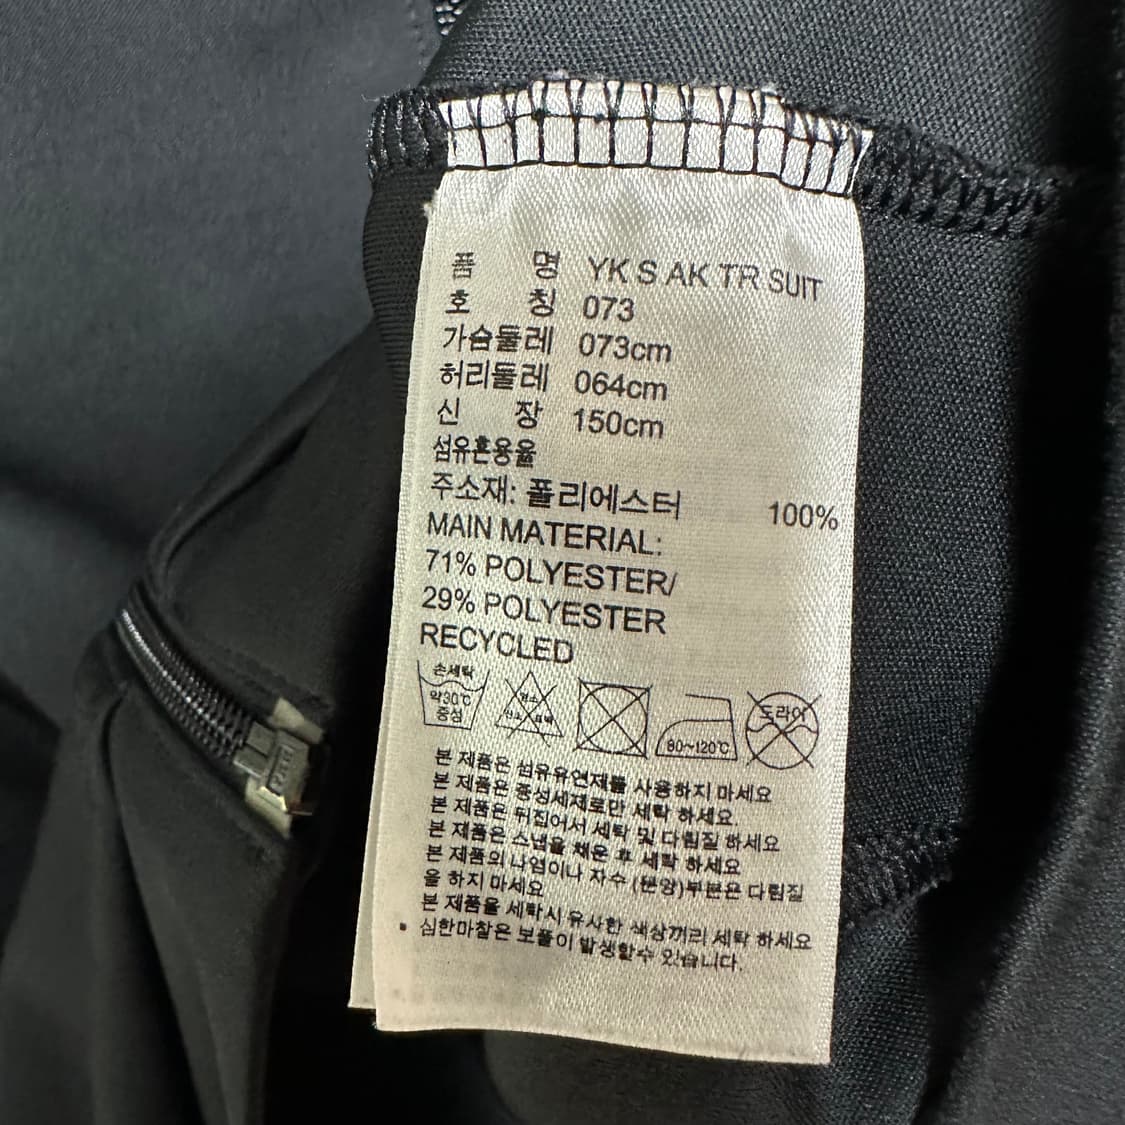 품 명 YK S AK TR SUIT
호 칭 073
가슴둘레 073cm
허리둘레 064cm
신 장 150cm
섬유혼용율
주소재: 폴리에스터 100%
MAIN MATERIAL:
71% POLYESTER/
29% POLYESTER
RECYCLED
손세탁
약30℃
중성
염소
산소표백
80~120℃
드라이
본 제품은 섬유유연제를 사용하지 마세요
본 제품은 중성세제로만 세탁 하세요
본 제품은 뒤집어서 세탁 및 다림질 하세요
본 제품은 스냅을 채운 후 세탁 하세요
본 제품의 나염이나 자수 (문양)부분은 다림질
을 하지 마세요
본 제품을 세탁시 유사한 색상끼리 세탁 하세요
• 심한마찰은 보풀이 발생할수 있습니다.